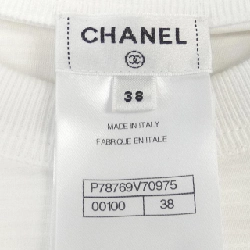 CHANEL
38
MADE IN ITALY
FABRIQUE EN ITALIE
P78769V70975
00100 38